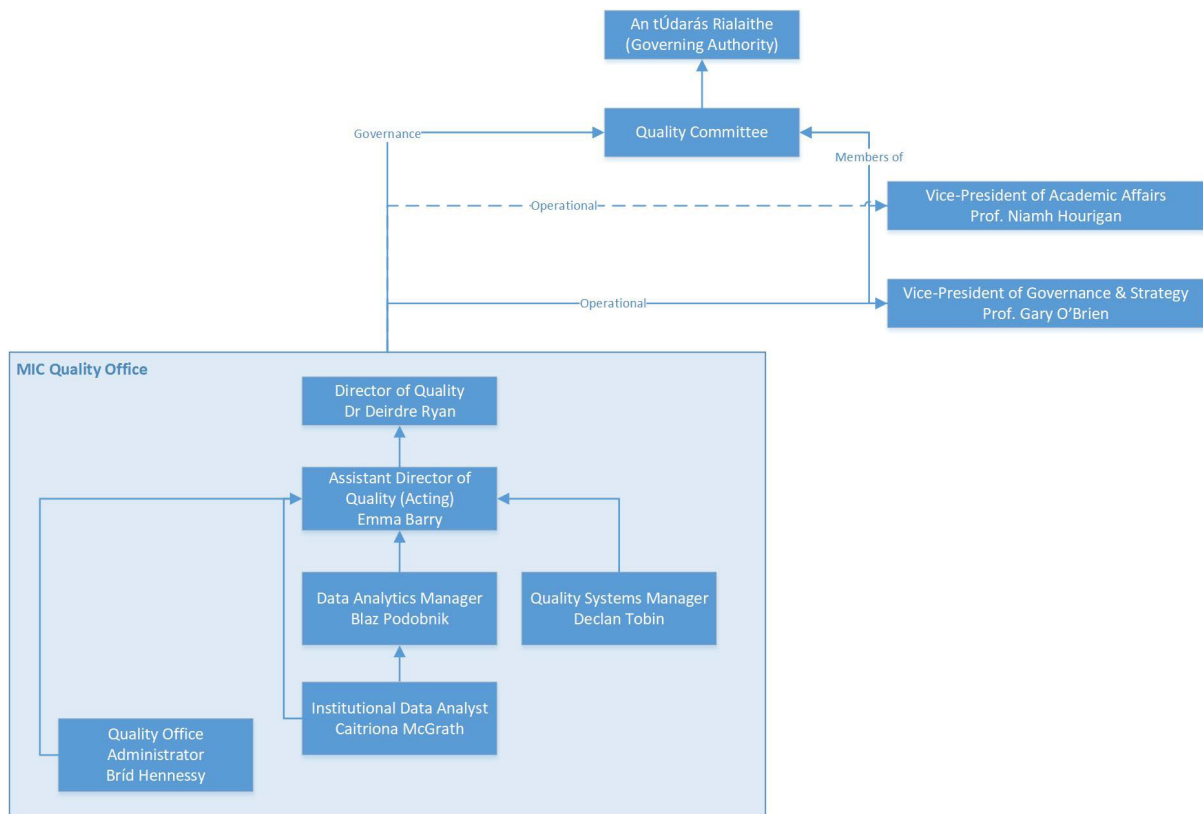 An tÚdarás Rialaithe
(Governing Authority)
Governance
Quality Committee
Members of
Operational
Vice-President of Academic Affairs
Prof. Niamh Hourigan
Operational
Vice-President of Governance & Strategy
Prof. Gary O’Brien
MIC Quality Office
Director of Quality
Dr Deirdre Ryan
Assistant Director of
Quality (Acting)
Emma Barry
Data Analytics Manager
Blaz Podobnik
Quality Systems Manager
Declan Tobin
Institutional Data Analyst
Caitriona McGrath
Quality Office
Administrator
Bríd Hennessy